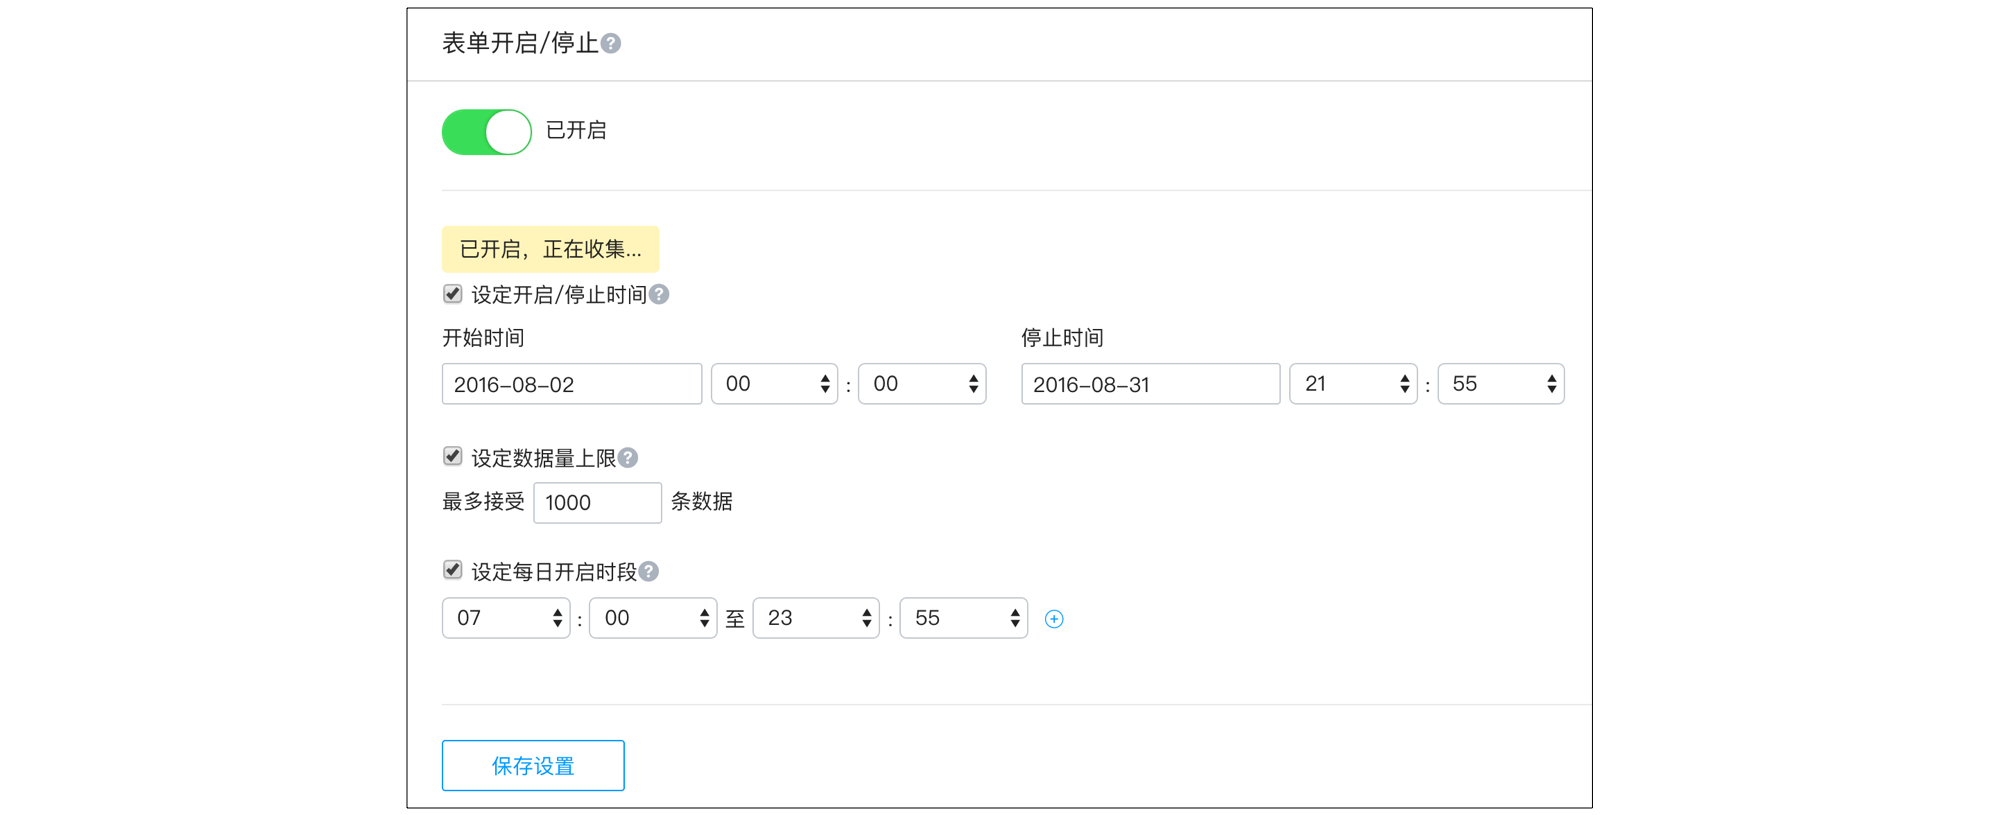 表单开启/停止?
已开启
已开启，正在收集...
设定开启/停止时间?
开始时间 停止时间
2016-08-02 00 : 00 2016-08-31 21 : 55
设定数据量上限?
最多接受 1000 条数据
设定每日开启时段?
07 : 00 至 23 : 55
保存设置